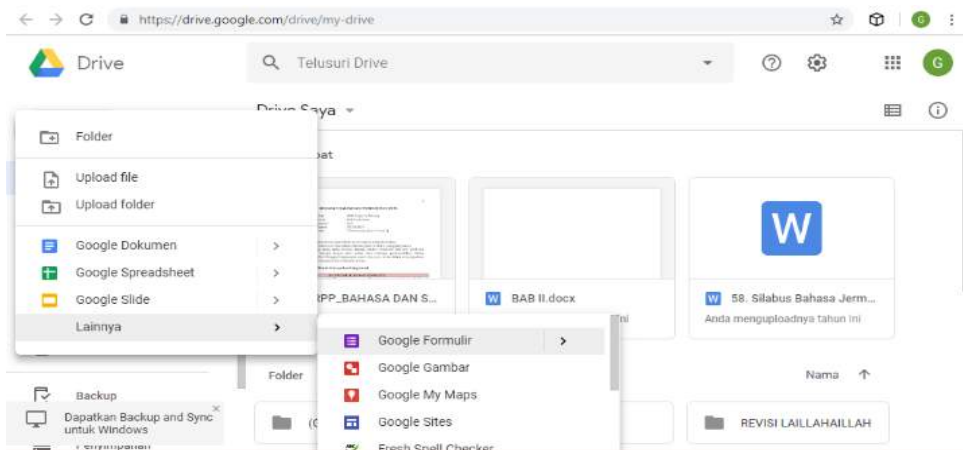 https://drive.google.com/drive/my-drive
G
Drive
Telusuri Drive
G
Drive Saya
Folder
Upload file
Upload folder
Google Dokumen
Google Spreadsheet
Google Slide
Lainnya
Google Formulir
Google Gambar
Google My Maps
Google Sites
Fresh Spell Checker
RPP_BAHASA DAN S...
W BAB II.docx
W
W 58. Silabus Bahasa Jerm...
Anda menguploadnya tahun ini
Folder
Nama
Backup
Dapatkan Backup and Sync
untuk Windows
Penyimpanan
REVISI LAILLAHAILLAH